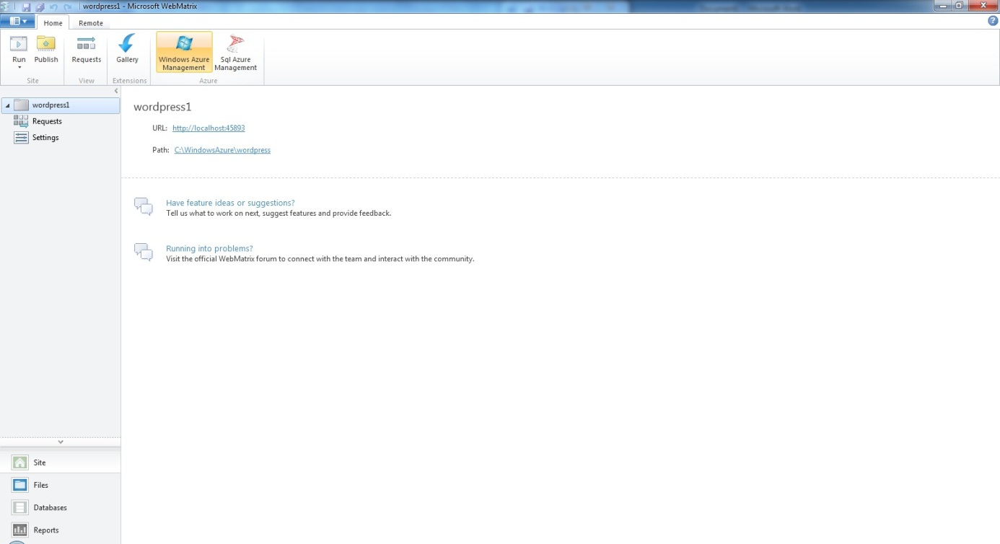 wordpress1 - Microsoft WebMatrix
Home Remote
Run Publish Requests Gallery Windows Azure Management Sql Azure Management
Site View Extensions Azure
wordpress1
Requests
Settings
wordpress1
URL: http://localhost:45893
Path: C:\WindowsAzure\wordpress
Have feature ideas or suggestions?
Tell us what to work on next, suggest features and provide feedback.
Running into problems?
Visit the official WebMatrix forum to connect with the team and interact with the community.
Site
Files
Databases
Reports